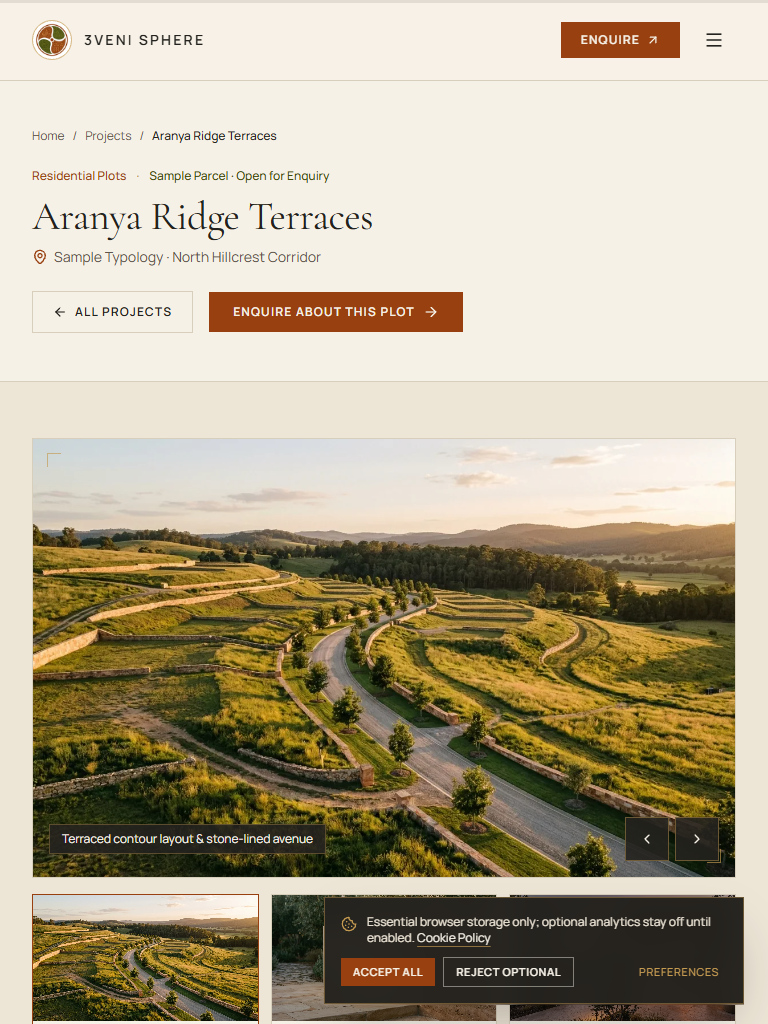 3VENI SPHERE
ENQUIRE
Home / Projects / Aranya Ridge Terraces
Residential Plots · Sample Parcel · Open for Enquiry
Aranya Ridge Terraces
Sample Typology · North Hillcrest Corridor
ALL PROJECTS
ENQUIRE ABOUT THIS PLOT
Terraced contour layout & stone-lined avenue
Essential browser storage only; optional analytics stay off until
enabled. Cookie Policy
ACCEPT ALL
REJECT OPTIONAL
PREFERENCES